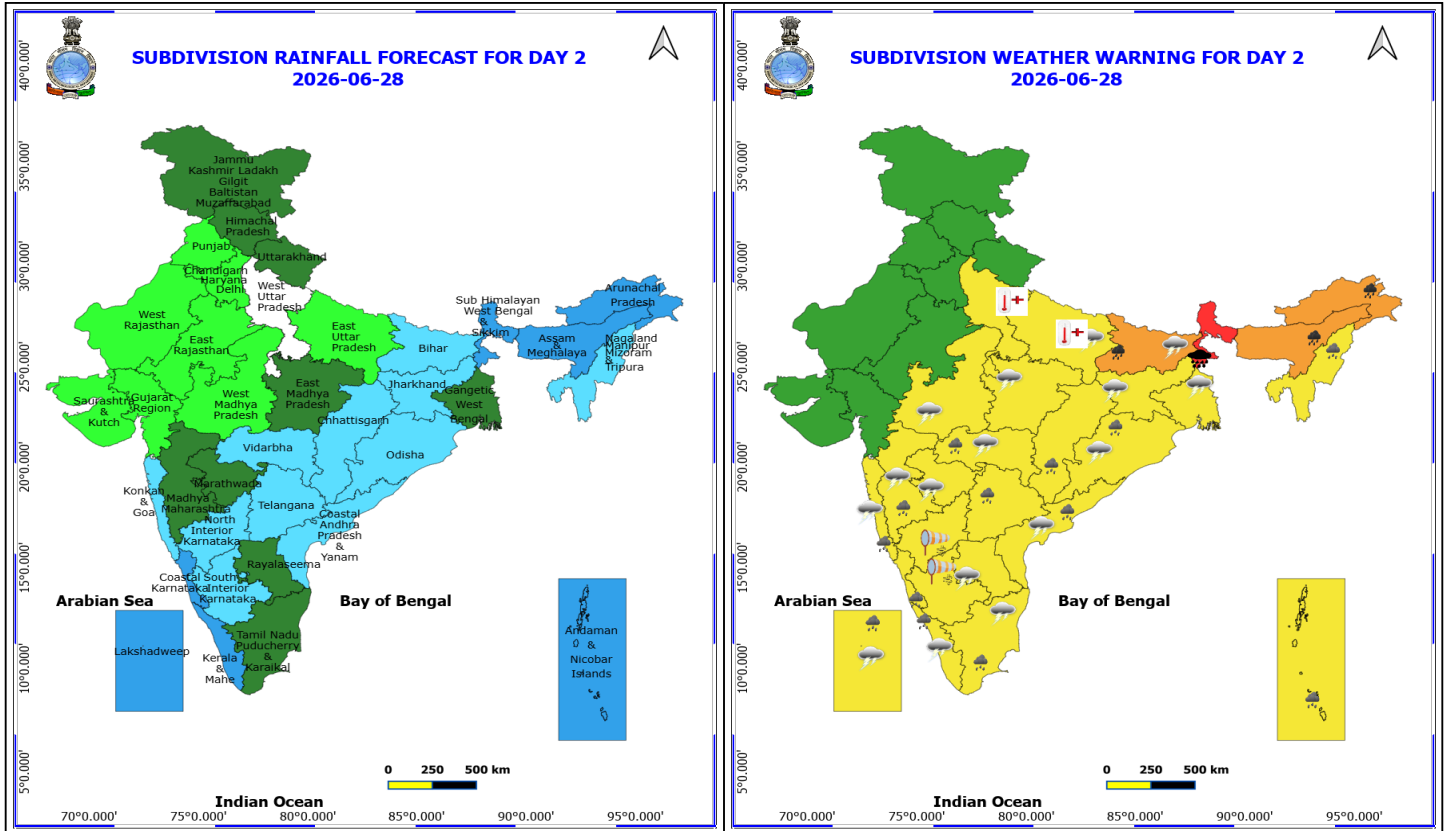 SUBDIVISION RAINFALL FORECAST FOR DAY 2
2026-06-28
40°0.000'
35°0.000'
30°0.000'
25°0.000'
20°0.000'
15°0.000'
10°0.000'
5°0.000'
Jammu
Kashmir Ladakh
Gilgit
Baltistan
Muzaffarabad
Himachal
Pradesh
Punjab
Uttarakhand
Chandigarh
Haryana
Delhi
West
Uttar
Pradesh
West
Rajasthan
East
Rajasthan
East
Uttar
Pradesh
Sub Himalayan
West Bengal
&
Sikkim
Arunachal
Pradesh
Assam
&
Meghalaya
Nagaland
Manipur
Mizoram
&
Tripura
Bihar
Jharkhand
Gangetic
West
Bengal
East
Madhya
Pradesh
West
Madhya
Pradesh
Gujarat
Region
Saurashtra
&
Kutch
Chhattisgarh
Vidarbha
Odisha
Konkan
&
Goa
Marathwada
Madhya
Maharashtra
Telangana
North
Interior
Karnataka
Coastal
Andhra
Pradesh
&
Yanam
Rayalaseema
Coastal
Karnataka
South
Interior
Karnataka
Arabian Sea
Bay of Bengal
Lakshadweep
Kerala
&
Mahe
Tamil Nadu
Puducherry
&
Karaikal
Andaman
&
Nicobar
Islands
0 250 500 km
Indian Ocean
70°0.000' 75°0.000' 80°0.000' 85°0.000' 90°0.000' 95°0.000'
SUBDIVISION WEATHER WARNING FOR DAY 2
2026-06-28
40°0.000'
35°0.000'
30°0.000'
25°0.000'
20°0.000'
15°0.000'
10°0.000'
5°0.000'
Arabian Sea
Bay of Bengal
0 250 500 km
Indian Ocean
70°0.000' 75°0.000' 80°0.000' 85°0.000' 90°0.000' 95°0.000'